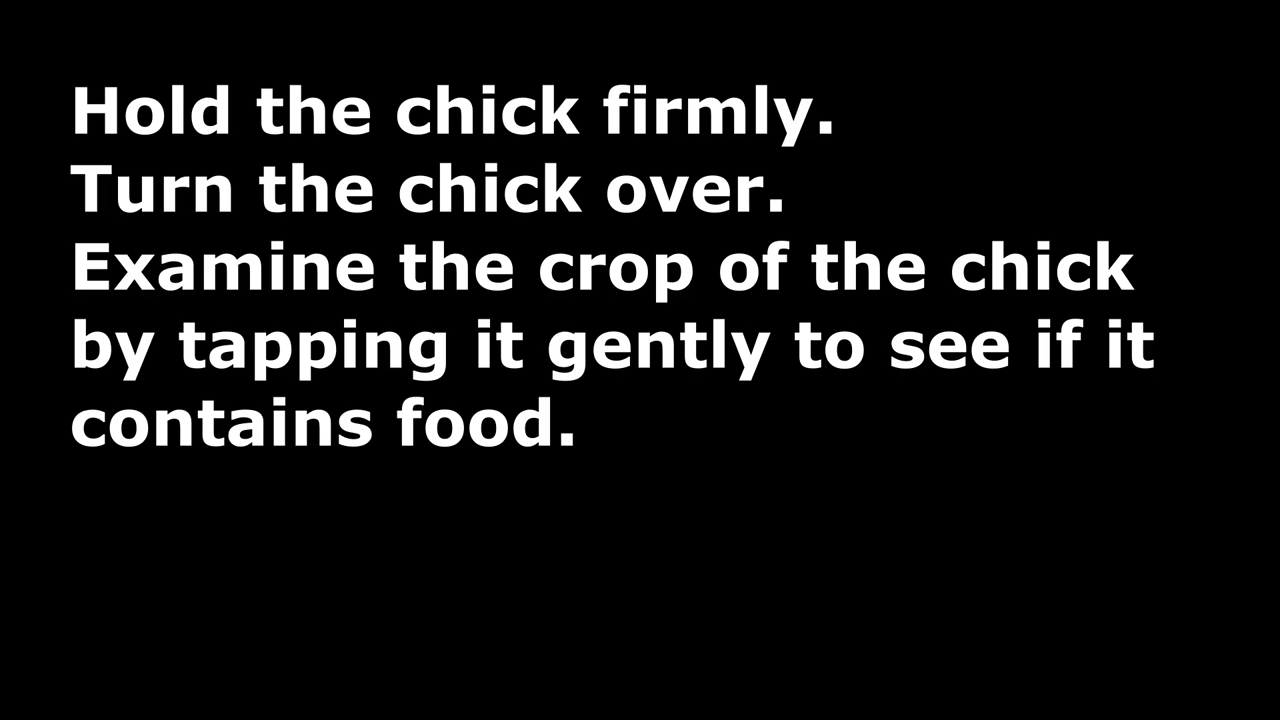 Hold the chick firmly.
Turn the chick over.
Examine the crop of the chick
by tapping it gently to see if it
contains food.